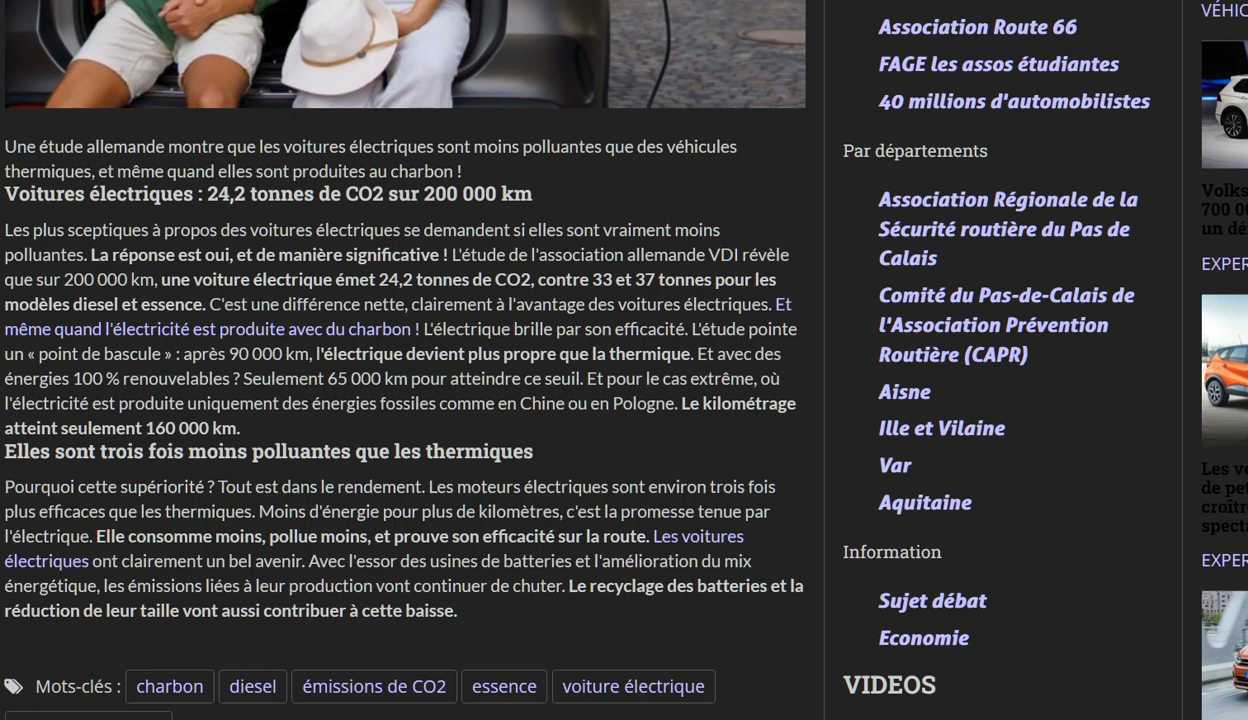 Une étude allemande montre que les voitures électriques sont moins polluantes que des véhicules
thermiques, et même quand elles sont produites au charbon !
Voitures électriques : 24,2 tonnes de CO2 sur 200 000 km
Les plus sceptiques à propos des voitures électriques se demandent si elles sont vraiment moins
polluantes. La réponse est oui, et de manière significative ! L'étude de l'association allemande VDI révèle
que sur 200 000 km, une voiture électrique émet 24,2 tonnes de CO2, contre 33 et 37 tonnes pour les
modèles diesel et essence. C'est une différence nette, clairement à l'avantage des voitures électriques. Et
même quand l'électricité est produite avec du charbon ! L'électrique brille par son efficacité. L'étude pointe
un « point de bascule » : après 90 000 km, l'électrique devient plus propre que la thermique. Et avec des
énergies 100 % renouvelables ? Seulement 65 000 km pour atteindre ce seuil. Et pour le cas extrême, où
l'électricité est produite uniquement des énergies fossiles comme en Chine ou en Pologne. Le kilométrage
atteint seulement 160 000 km.
Elles sont trois fois moins polluantes que les thermiques
Pourquoi cette supériorité ? Tout est dans le rendement. Les moteurs électriques sont environ trois fois
plus efficaces que les thermiques. Moins d'énergie pour plus de kilomètres, c'est la promesse tenue par
l'électrique. Elle consomme moins, pollue moins, et prouve son efficacité sur la route. Les voitures
électriques ont clairement un bel avenir. Avec l'essor des usines de batteries et l'amélioration du mix
énergétique, les émissions liées à leur production vont continuer de chuter. Le recyclage des batteries et la
réduction de leur taille vont aussi contribuer à cette baisse.
Mots-clés : charbon diesel émissions de CO2 essence voiture électrique
Association Route 66
FAGE les assos étudiantes
40 millions d'automobilistes
Par départements
Association Régionale de la
Sécurité routière du Pas de
Calais
Comité du Pas-de-Calais de
l'Association Prévention
Routière (CAPR)
Aisne
Ille et Vilaine
Var
Aquitaine
Information
Sujet débat
Economie
VIDEOS
VÉHIC
Volks
700 0
un dé
EXPER
Les v
de pe
croîtr
spect
EXPER